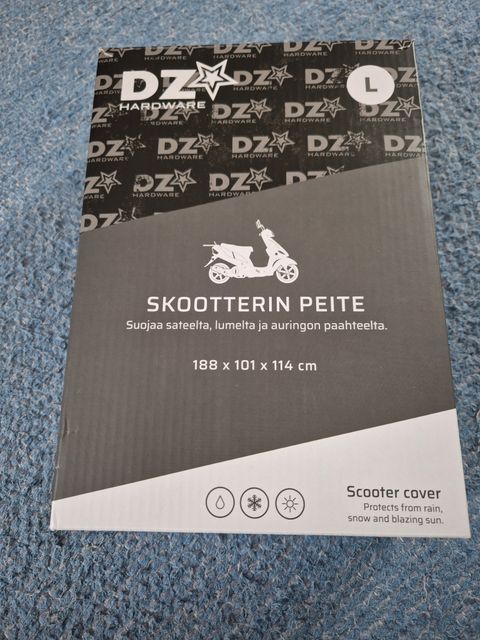 DZ
HARDWARE
L
SKOOTTERIN PEITE
Suojaa sateelta, lumelta ja auringon paahteelta.
188 x 101 x 114 cm
Scooter cover
Protects from rain,
snow and blazing sun.